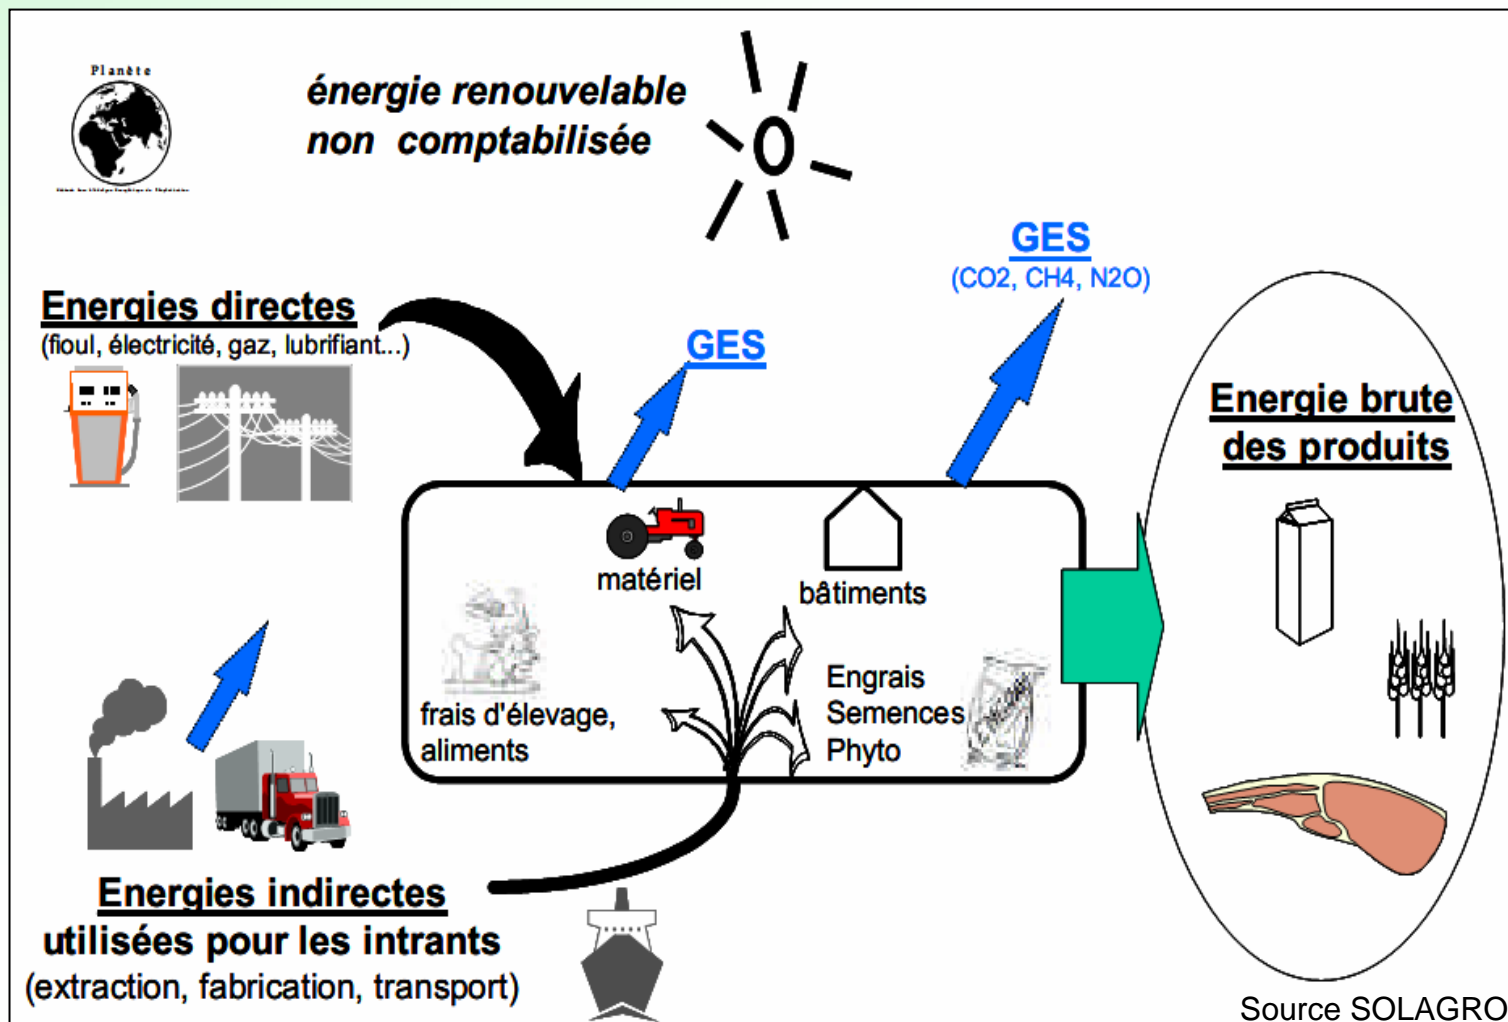 Planète
énergie renouvelable
non comptabilisée
GES
(CO2, CH4, N2O)
Energies directes
(fioul, électricité, gaz, lubrifiant...)
GES
Energie brute
des produits
matériel
bâtiments
frais d'élevage,
aliments
Engrais
Semences
Phyto
Energies indirectes
utilisées pour les intrants
(extraction, fabrication, transport)
Source SOLAGRO